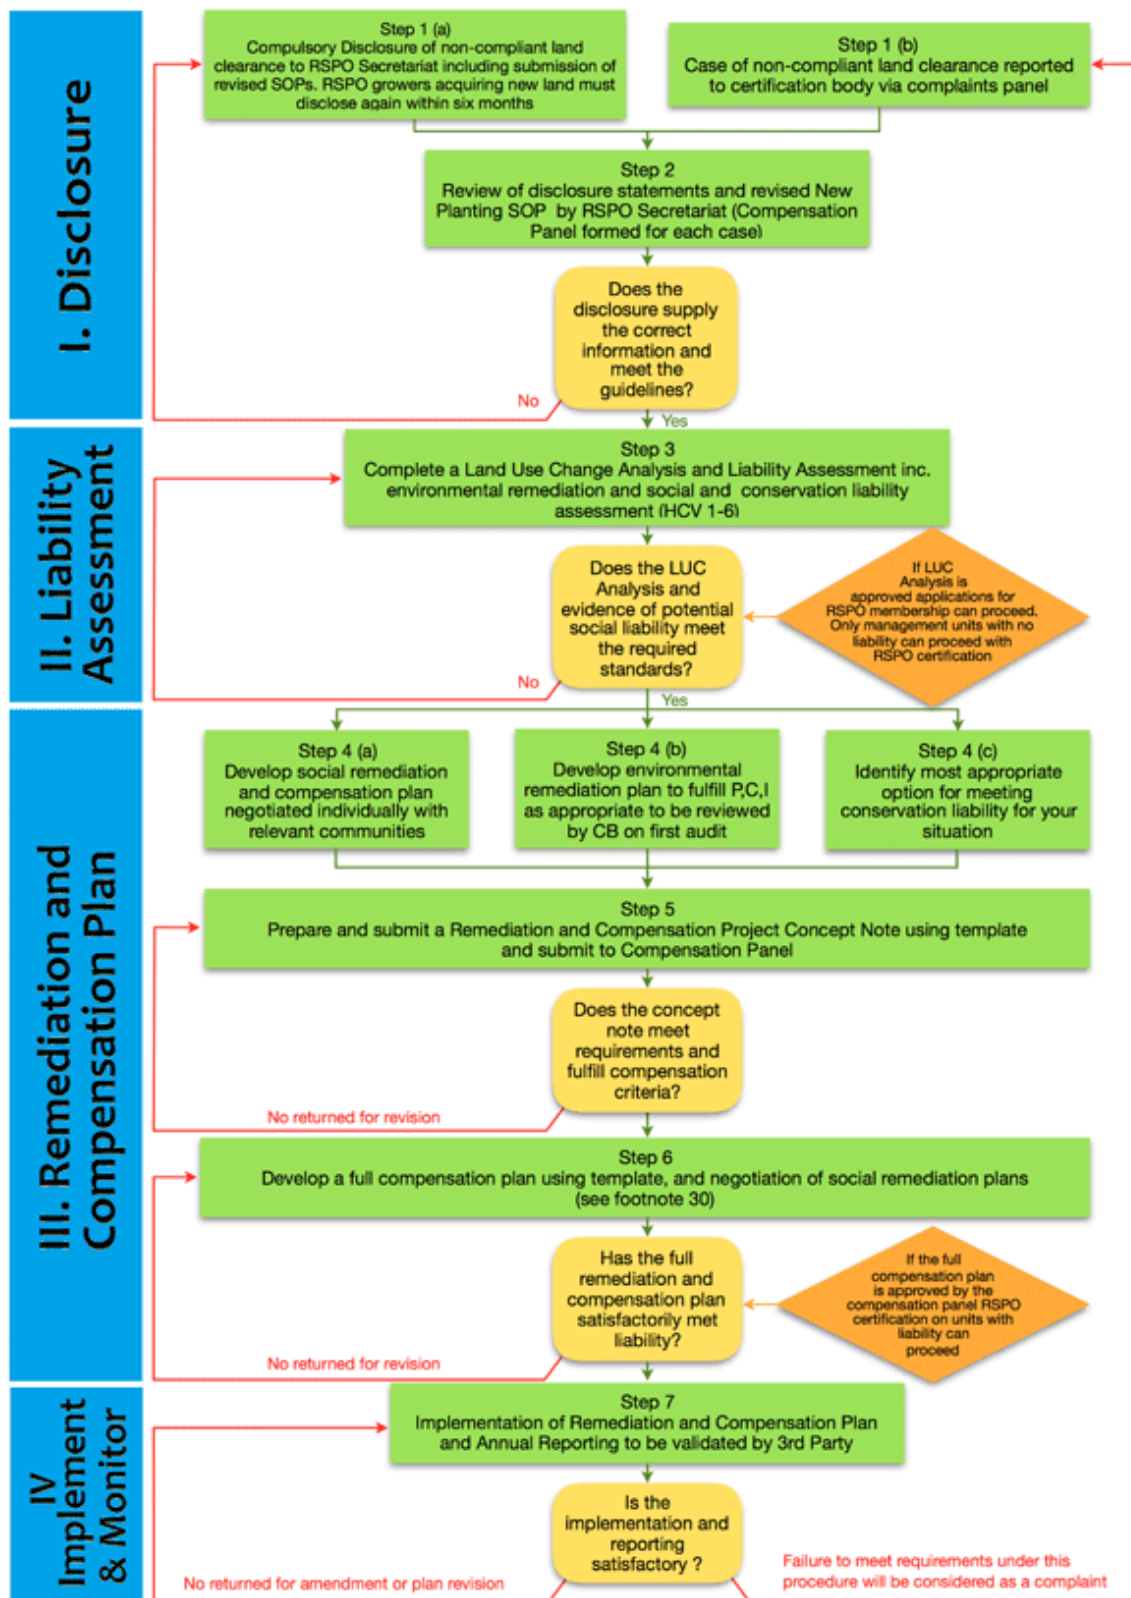 I. Disclosure
Step 1 (a)
Compulsory Disclosure of non-compliant land
clearance to RSPO Secretariat including submission of
revised SOPs. RSPO growers acquiring new land must
disclose again within six months
Step 1 (b)
Case of non-compliant land clearance reported
to certification body via complaints panel
Step 2
Review of disclosure statements and revised New
Planting SOP by RSPO Secretariat (Compensation
Panel formed for each case)
Does the
disclosure supply
the correct
information and
meet the
guidelines?
No
Yes
II. Liability
Assessment
Step 3
Complete a Land Use Change Analysis and Liability Assessment inc.
environmental remediation and social and conservation liability
assessment (HCV 1-6)
Does the LUC
Analysis and
evidence of potential
social liability meet
the required
standards?
If LUC
Analysis is
approved applications for
RSPO membership can proceed.
Only management units with no
liability can proceed with
RSPO certification
No
Yes
III. Remediation and
Compensation Plan
Step 4 (a)
Develop social remediation
and compensation plan
negotiated individually with
relevant communities
Step 4 (b)
Develop environmental
remediation plan to fulfill P,C,I
as appropriate to be reviewed
by CB on first audit
Step 4 (c)
Identify most appropriate
option for meeting
conservation liability for your
situation
Step 5
Prepare and submit a Remediation and Compensation Project Concept Note using template
and submit to Compensation Panel
Does the concept
note meet
requirements and
fulfill compensation
criteria?
No returned for revision
Step 6
Develop a full compensation plan using template, and negotiation of social remediation plans
(see footnote 30)
Has the full
remediation and
compensation plan
satisfactorily met
liability?
If the full
compensation plan
is approved by the
compensation panel RSPO
certification on units with
liability can
proceed
No returned for revision
IV
Implement
& Monitor
Step 7
Implementation of Remediation and Compensation Plan
and Annual Reporting to be validated by 3rd Party
Is the
implementation and
reporting
satisfactory ?
No returned for amendment or plan revision
Failure to meet requirements under this
procedure will be considered as a complaint